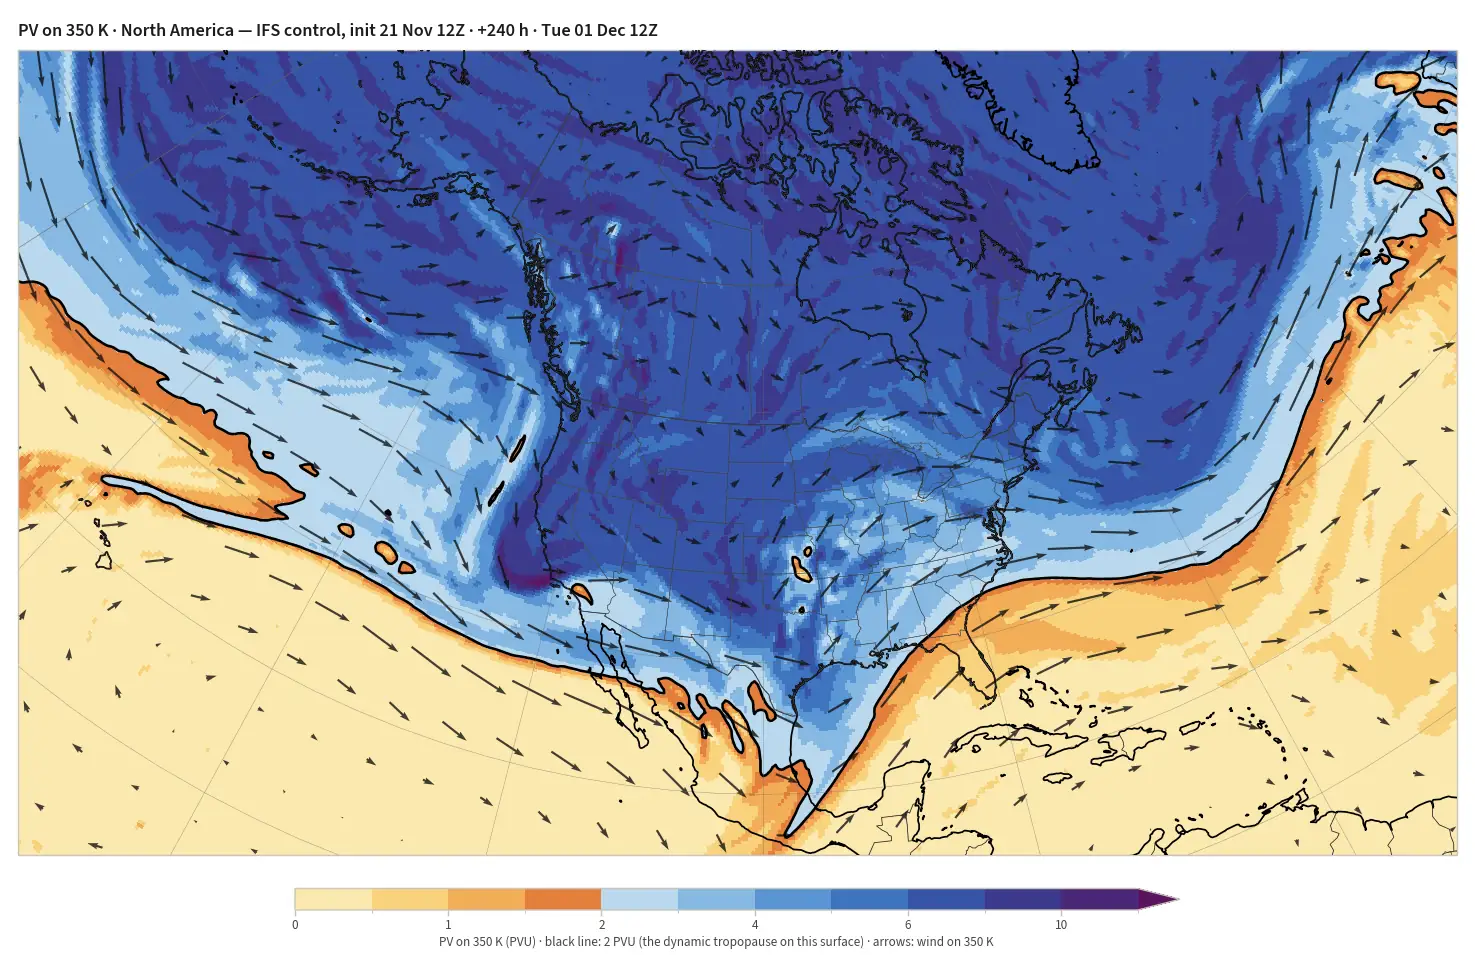 PV on 350 K · North America — IFS control, init 21 Nov 12Z · +240 h · Tue 01 Dec 12Z
0 1 2 4 6 10
PV on 350 K (PVU) · black line: 2 PVU (the dynamic tropopause on this surface) · arrows: wind on 350 K